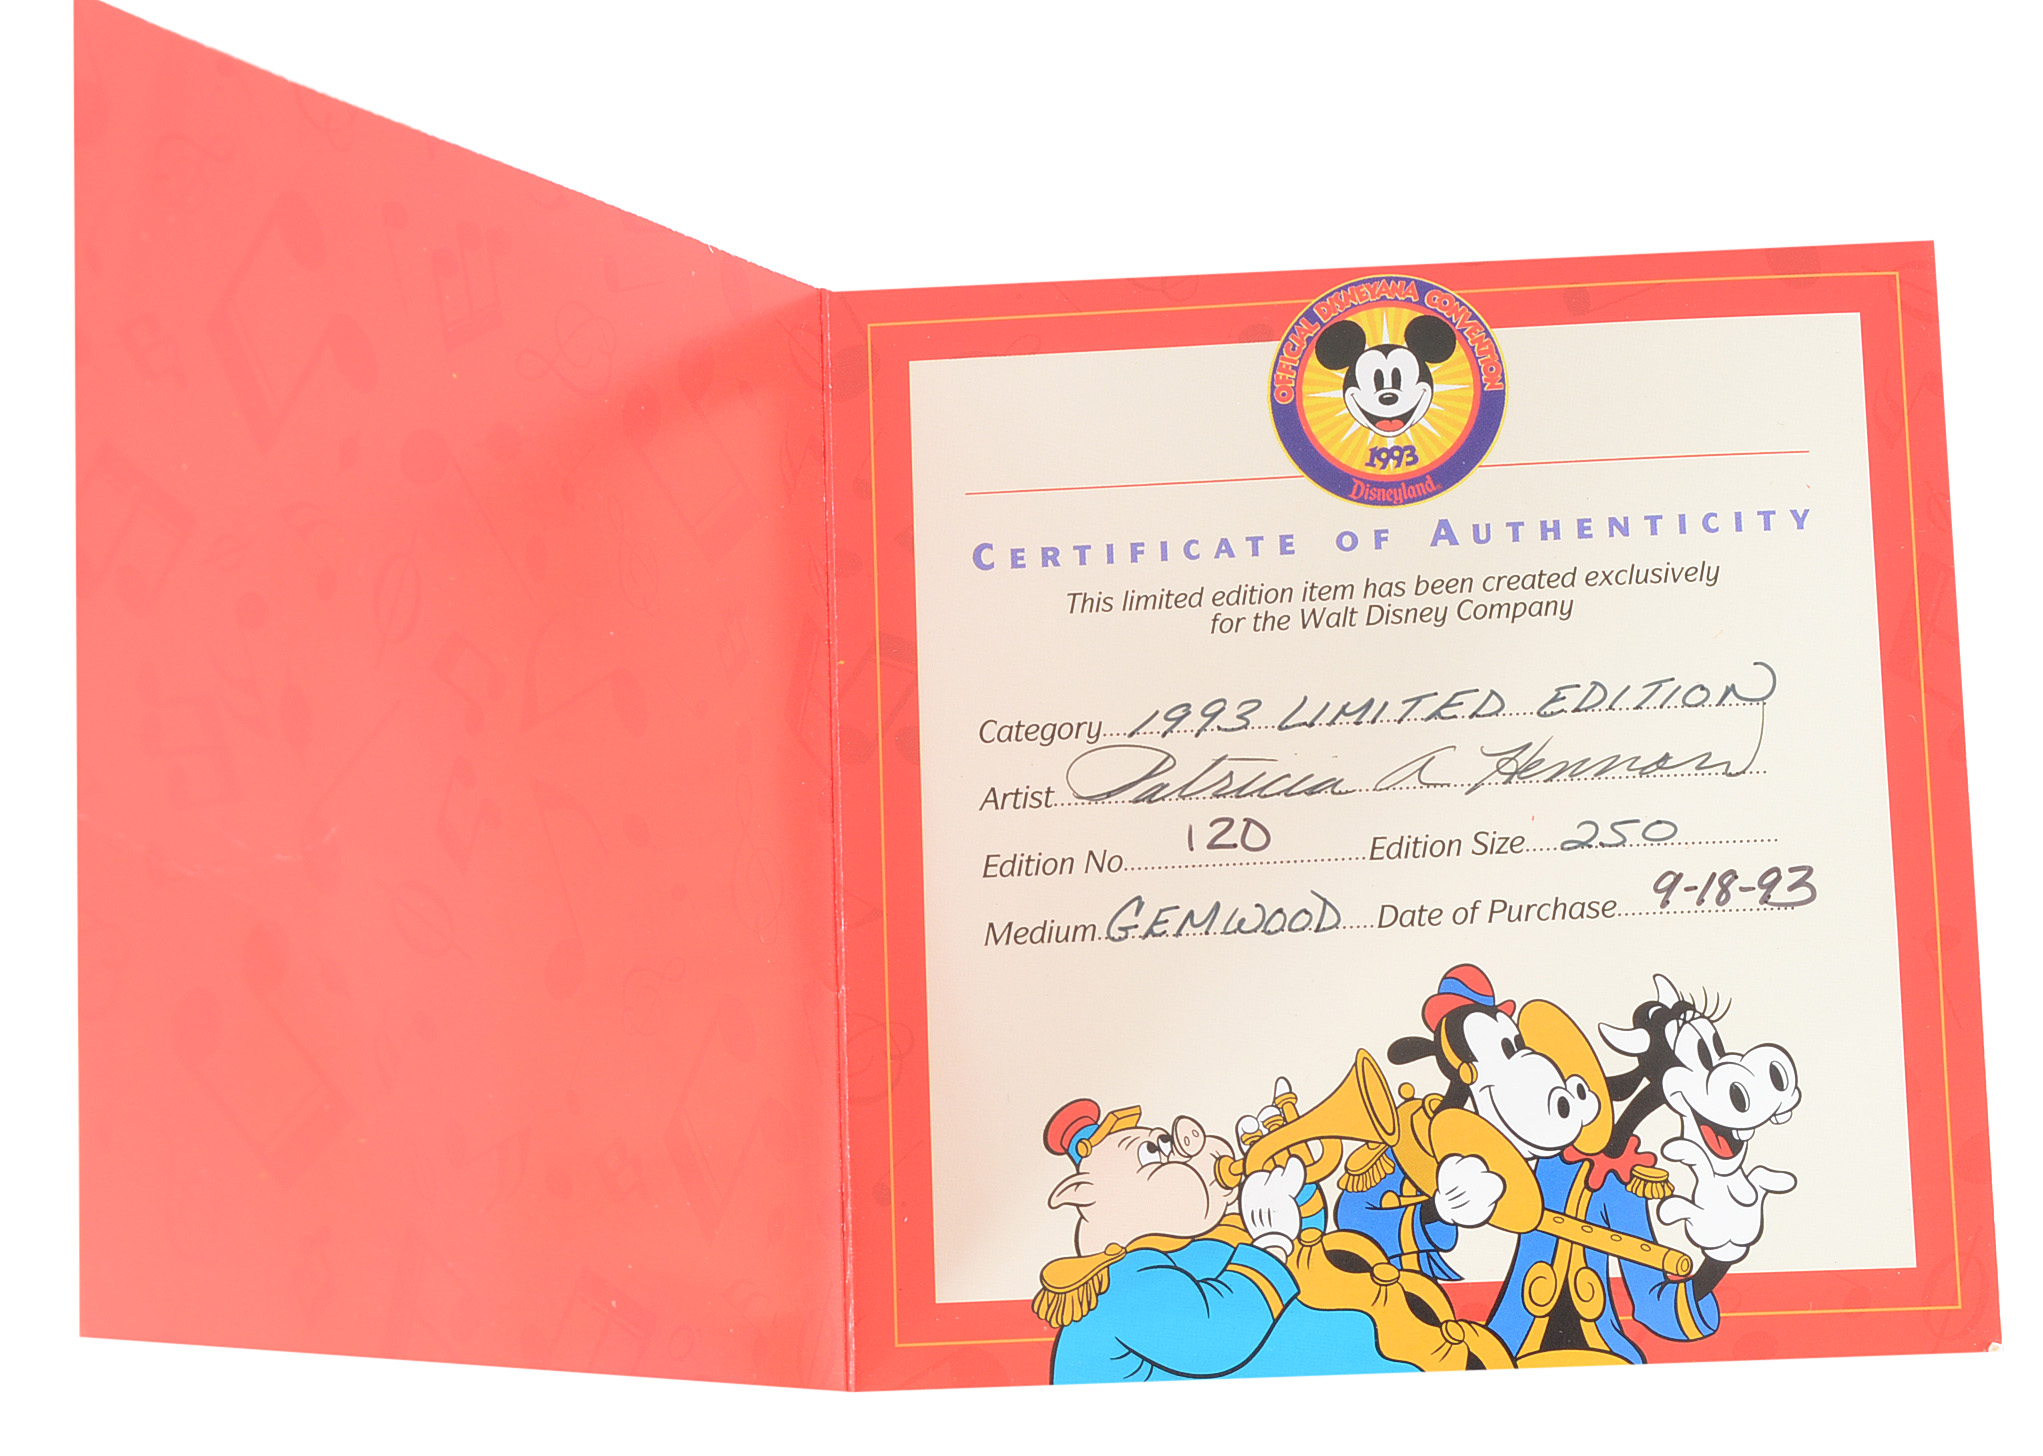 OFFICIAL DISNEYANA CONVENTION
1993
Disneyland
CERTIFICATE OF AUTHENTICITY
This limited edition item has been created exclusively
for the Walt Disney Company
Category 1993 LIMITED EDITION
Artist Patricia A
Edition No. 120 Edition Size 250
Medium GEMWOOD Date of Purchase 9-18-93